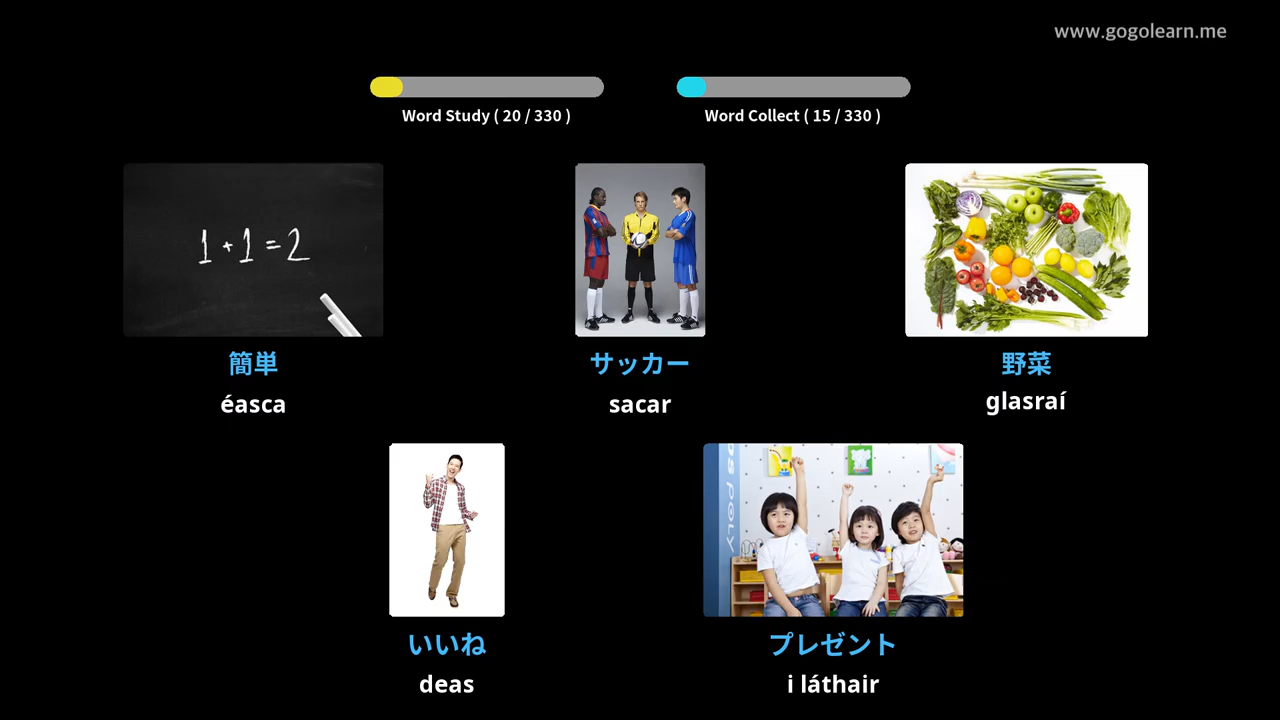 www.gogolearn.me
Word Study ( 20 / 330 )
Word Collect ( 15 / 330 )
1 + 1 = 2
簡単
サッカー
野菜
éasca
sacar
glasraí
POLY
いいね
プレゼント
deas
i láthair